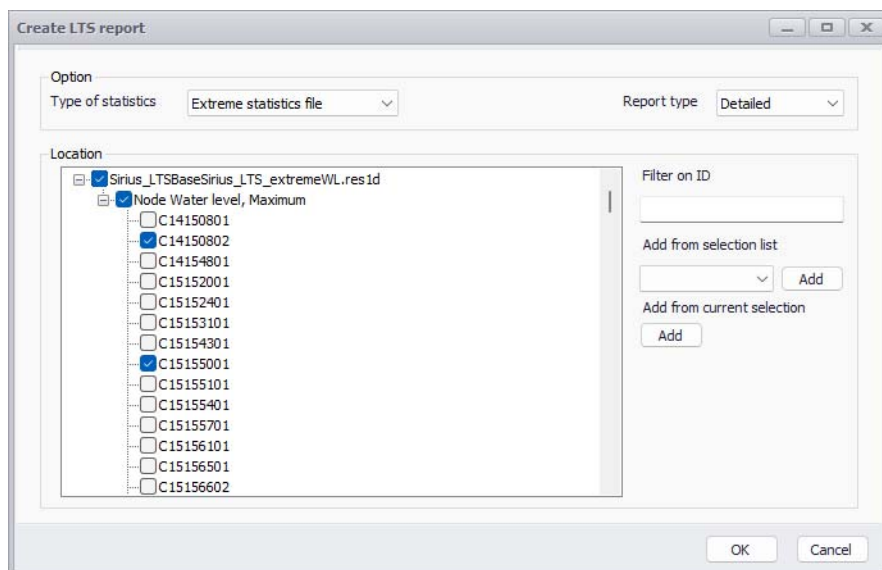 Create LTS report
Option
Type of statistics
Extreme statistics file
Report type
Detailed
Location
Sirius_LTSBaseSirius_LTS_extremeWL.res1d
Node Water level, Maximum
C14150801
C14150802
C14154801
C15152001
C15152401
C15153101
C15154301
C15155001
C15155101
C15155401
C15155701
C15156101
C15156501
C15156602
Filter on ID
Add from selection list
Add
Add from current selection
Add
OK
Cancel